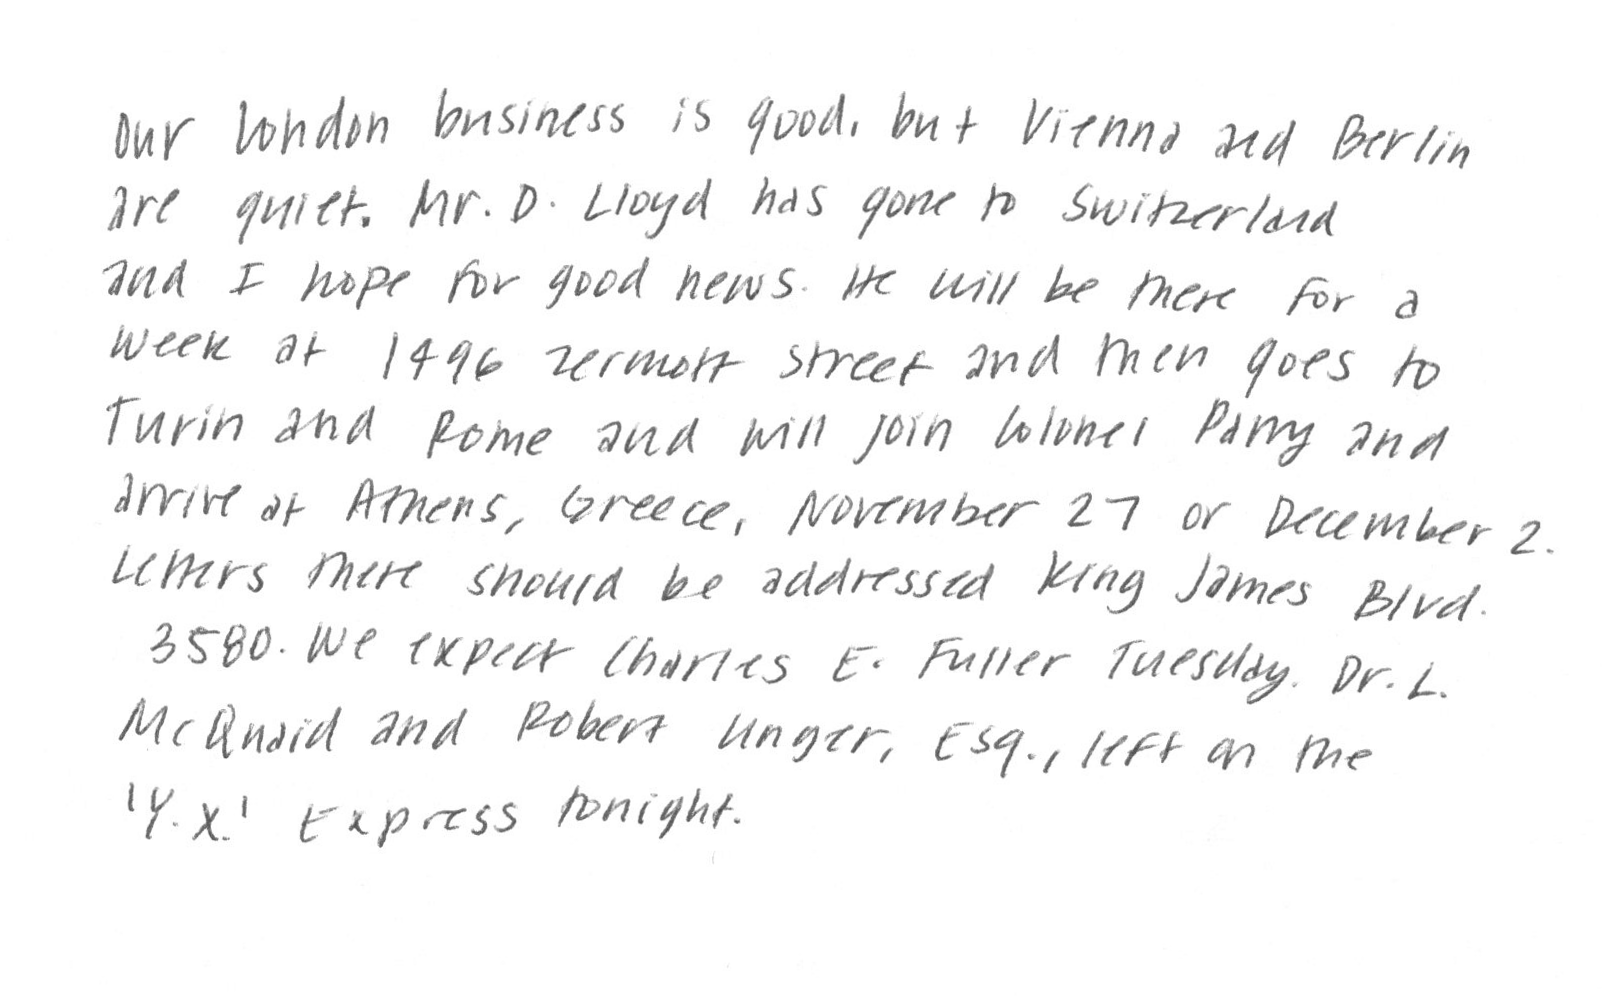 Our London business is good, but Vienna and Berlin
are quiet. Mr. D. Lloyd has gone to Switzerland
and I hope for good news. He will be there for a
week at 1496 Zermott Street and then goes to
Turin and Rome and will join Colonel Parry and
arrive at Athens, Greece, November 27 or December 2.
Letters there should be addressed King James Blvd.
3580. We expect Charles E. Fuller Tuesday. Dr. L.
McQuaid and Robert Unger, Esq., left on the
'Y.X.' Express tonight.